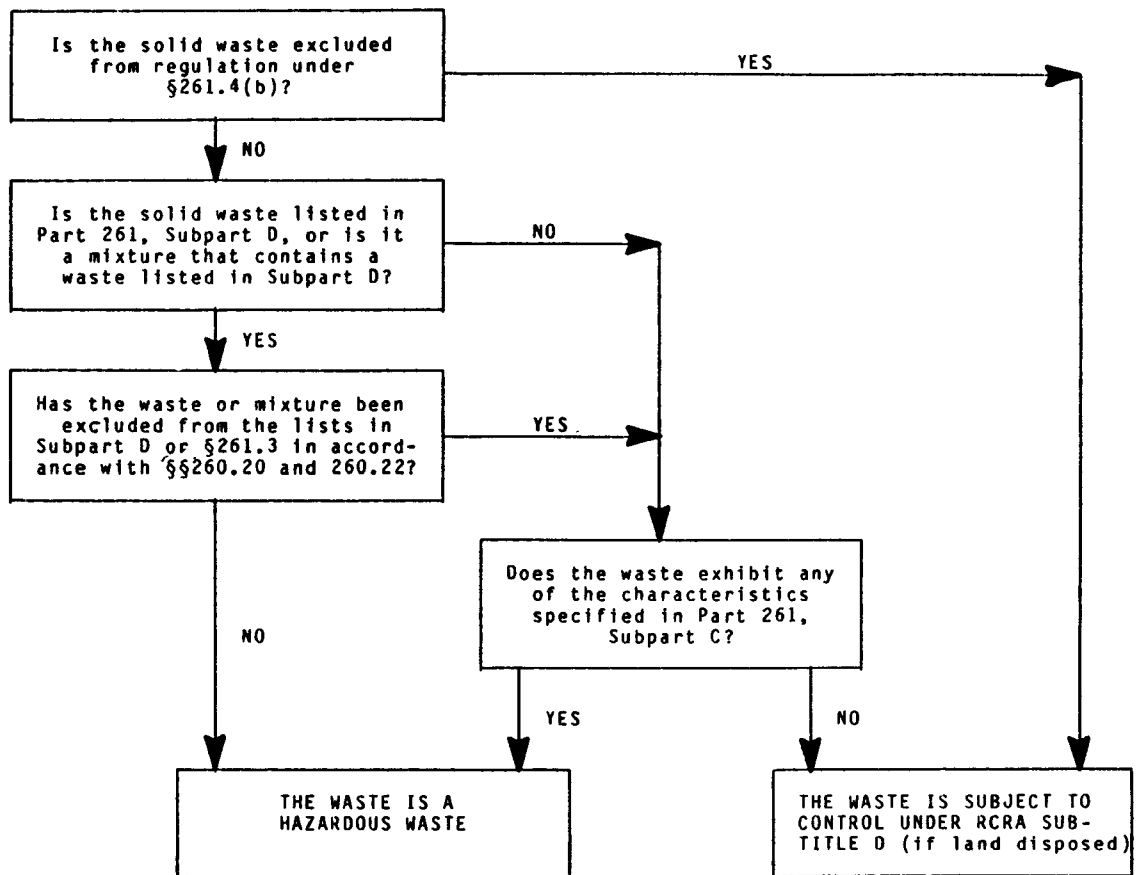 Is the solid waste excluded
from regulation under
§261.4(b)?
YES
NO
Is the solid waste listed in
Part 261, Subpart D, or is it
a mixture that contains a
waste listed in Subpart D?
NO
YES
Has the waste or mixture been
excluded from the lists in
Subpart D or §261.3 in accord-
ance with §§260.20 and 260.22?
YES
Does the waste exhibit any
of the characteristics
specified in Part 261,
Subpart C?
NO
YES
NO
THE WASTE IS A
HAZARDOUS WASTE
THE WASTE IS SUBJECT TO
CONTROL UNDER RCRA SUB-
TITLE D (if land disposed)